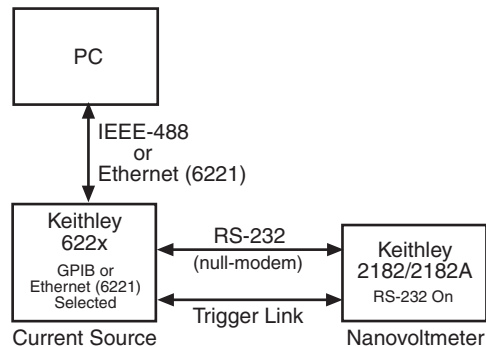 PC
IEEE-488
or
Ethernet (6221)
Keithley
622x
GPIB or
Ethernet (6221)
Selected
Current Source
RS-232
(null-modem)
Trigger Link
Keithley
2182/2182A
RS-232 On
Nanovoltmeter